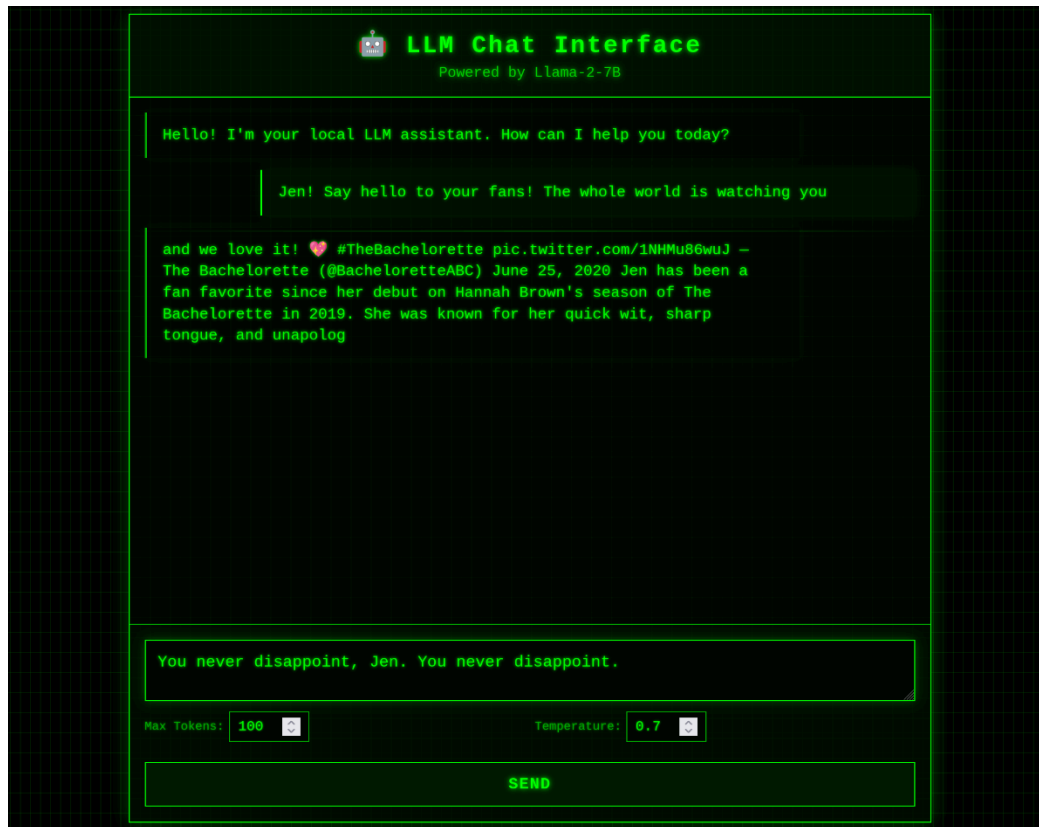 🤖 LLM Chat Interface
Powered by Llama-2-7B
Hello! I'm your local LLM assistant. How can I help you today?
Jen! Say hello to your fans! The whole world is watching you
and we love it! 💖 #TheBachelorette pic.twitter.com/1NHMu86wuJ —
The Bachelorette (@BacheloretteABC) June 25, 2020 Jen has been a
fan favorite since her debut on Hannah Brown's season of The
Bachelorette in 2019. She was known for her quick wit, sharp
tongue, and unapolog
You never disappoint, Jen. You never disappoint.
Max Tokens: 100 Temperature: 0.7
SEND